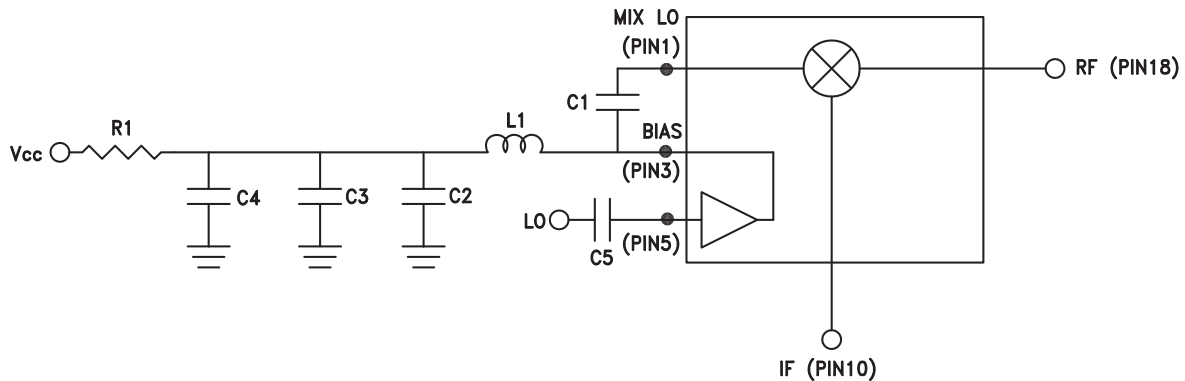 MIX LO
(PIN1)
RF (PIN18)
C1
R1
L1
BIAS
Vcc
(PIN3)
C4
C3
C2
LO
(PIN5)
C5
IF (PIN10)